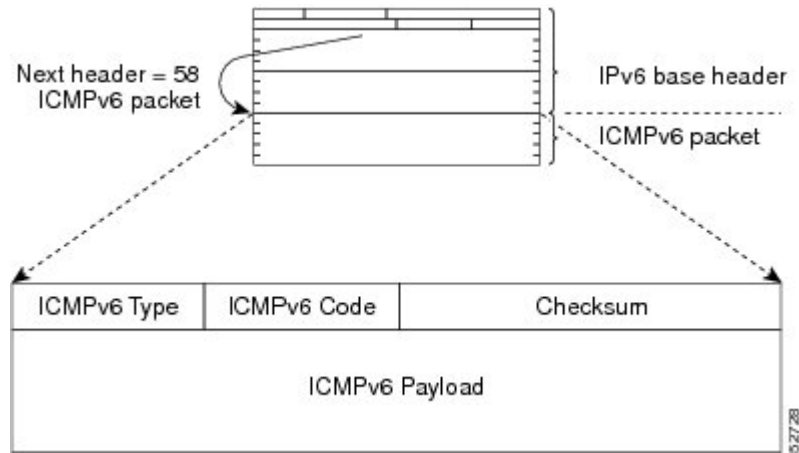 Next header = 58
ICMPv6 packet
IPv6 base header
ICMPv6 packet
ICMPv6 Type
ICMPv6 Code
Checksum
ICMPv6 Payload
52728